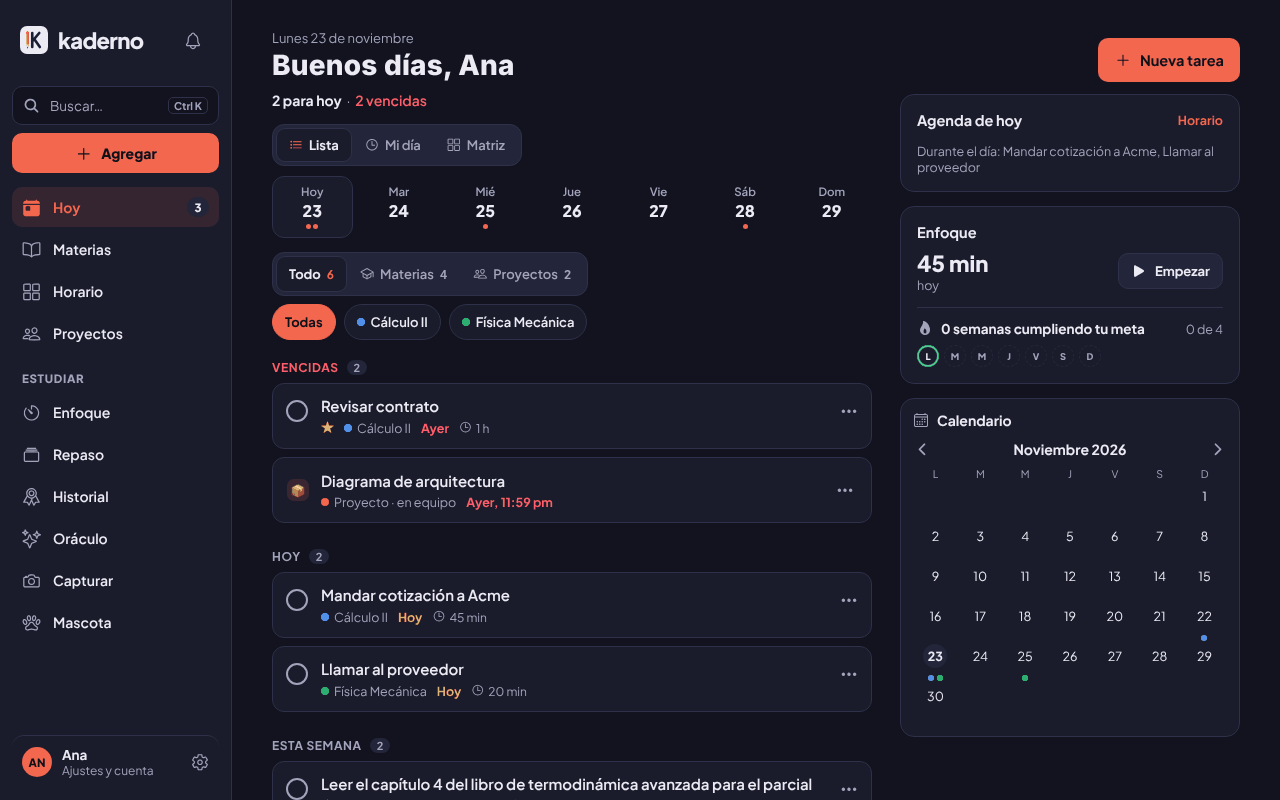 kaderno
Buscar...
Ctrl K
Agregar
Hoy 3
Materias
Horario
Proyectos
ESTUDIAR
Enfoque
Repaso
Historial
Oráculo
Capturar
Mascota
AN
Ana
Ajustes y cuenta
Lunes 23 de noviembre
Buenos días, Ana
2 para hoy · 2 vencidas
Nueva tarea
Lista Mi día Matriz
Hoy Mar Mié Jue Vie Sáb Dom
23 24 25 26 27 28 29
Todo 6 Materias 4 Proyectos 2
Todas Cálculo II Física Mecánica
VENCIDAS 2
Revisar contrato
Cálculo II Ayer 1 h
Diagrama de arquitectura
Proyecto · en equipo Ayer, 11:59 pm
HOY 2
Mandar cotización a Acme
Cálculo II Hoy 45 min
Llamar al proveedor
Física Mecánica Hoy 20 min
ESTA SEMANA 2
Leer el capítulo 4 del libro de termodinámica avanzada para el parcial
Agenda de hoy Horario
Durante el día: Mandar cotización a Acme, Llamar al
proveedor
Enfoque
45 min
hoy
Empezar
0 semanas cumpliendo tu meta 0 de 4
L M M J V S D
Calendario
Noviembre 2026
L M M J V S D
1
2 3 4 5 6 7 8
9 10 11 12 13 14 15
16 17 18 19 20 21 22
23 24 25 26 27 28 29
30